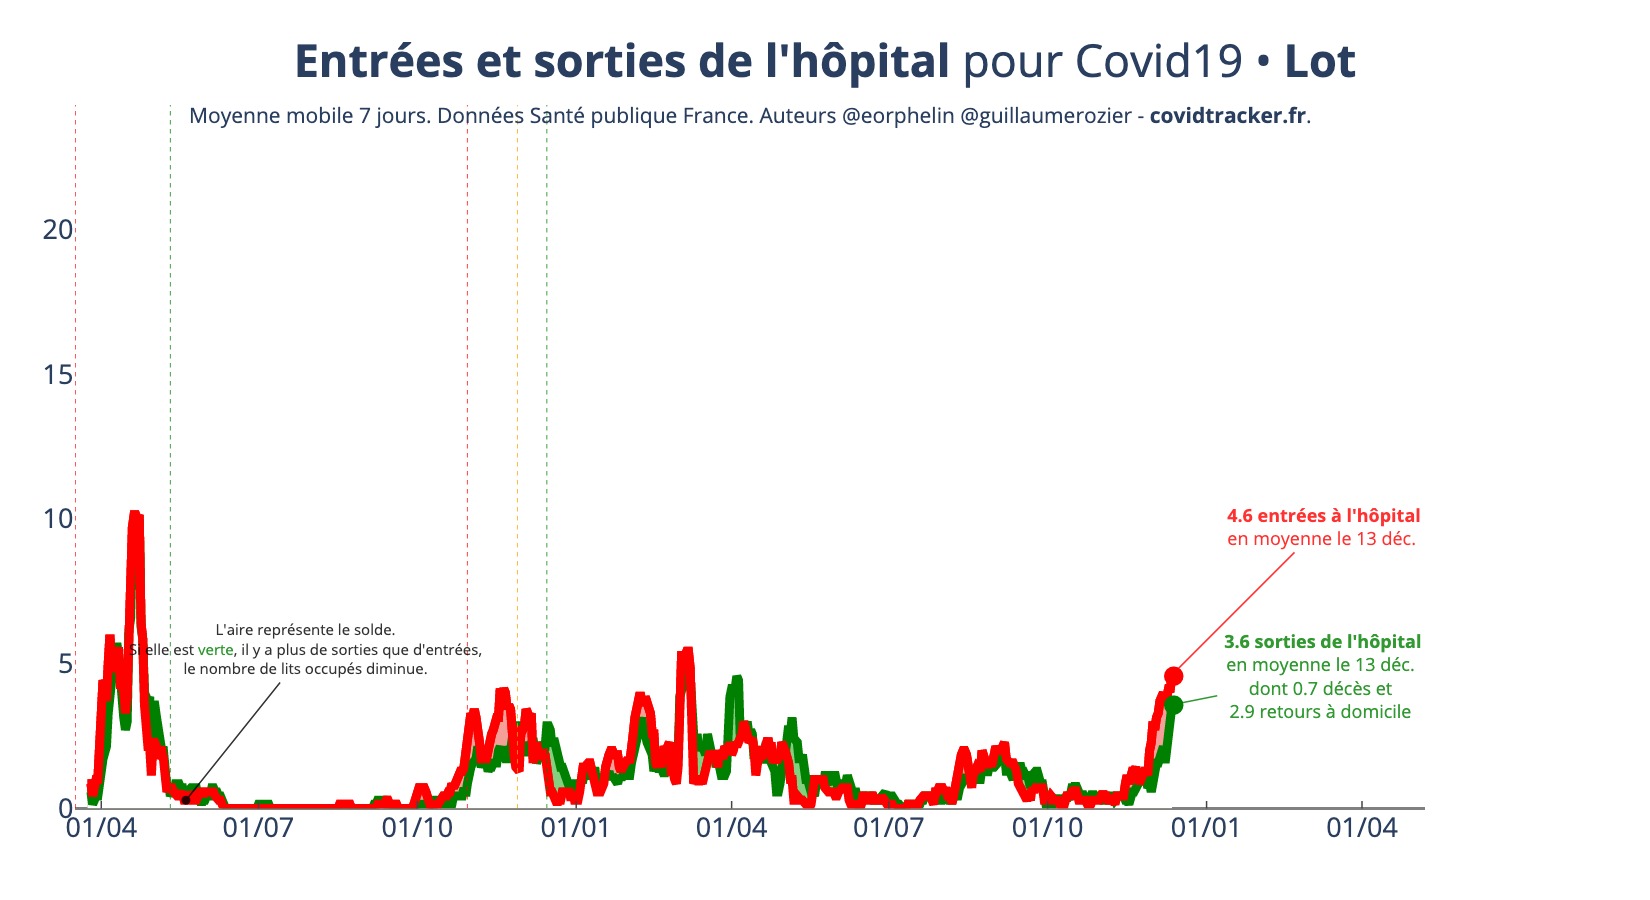 Entrées et sorties de l'hôpital pour Covid19 • Lot
Moyenne mobile 7 jours. Données Santé publique France. Auteurs @eorphelin @guillaumerozier - covidtracker.fr.
20
15
10
5
0
4.6 entrées à l'hôpital
en moyenne le 13 déc.
L'aire représente le solde.
Si elle est verte, il y a plus de sorties que d'entrées,
le nombre de lits occupés diminue.
3.6 sorties de l'hôpital
en moyenne le 13 déc.
dont 0.7 décès et
2.9 retours à domicile
01/04 01/07 01/10 01/01 01/04 01/07 01/10 01/01 01/04